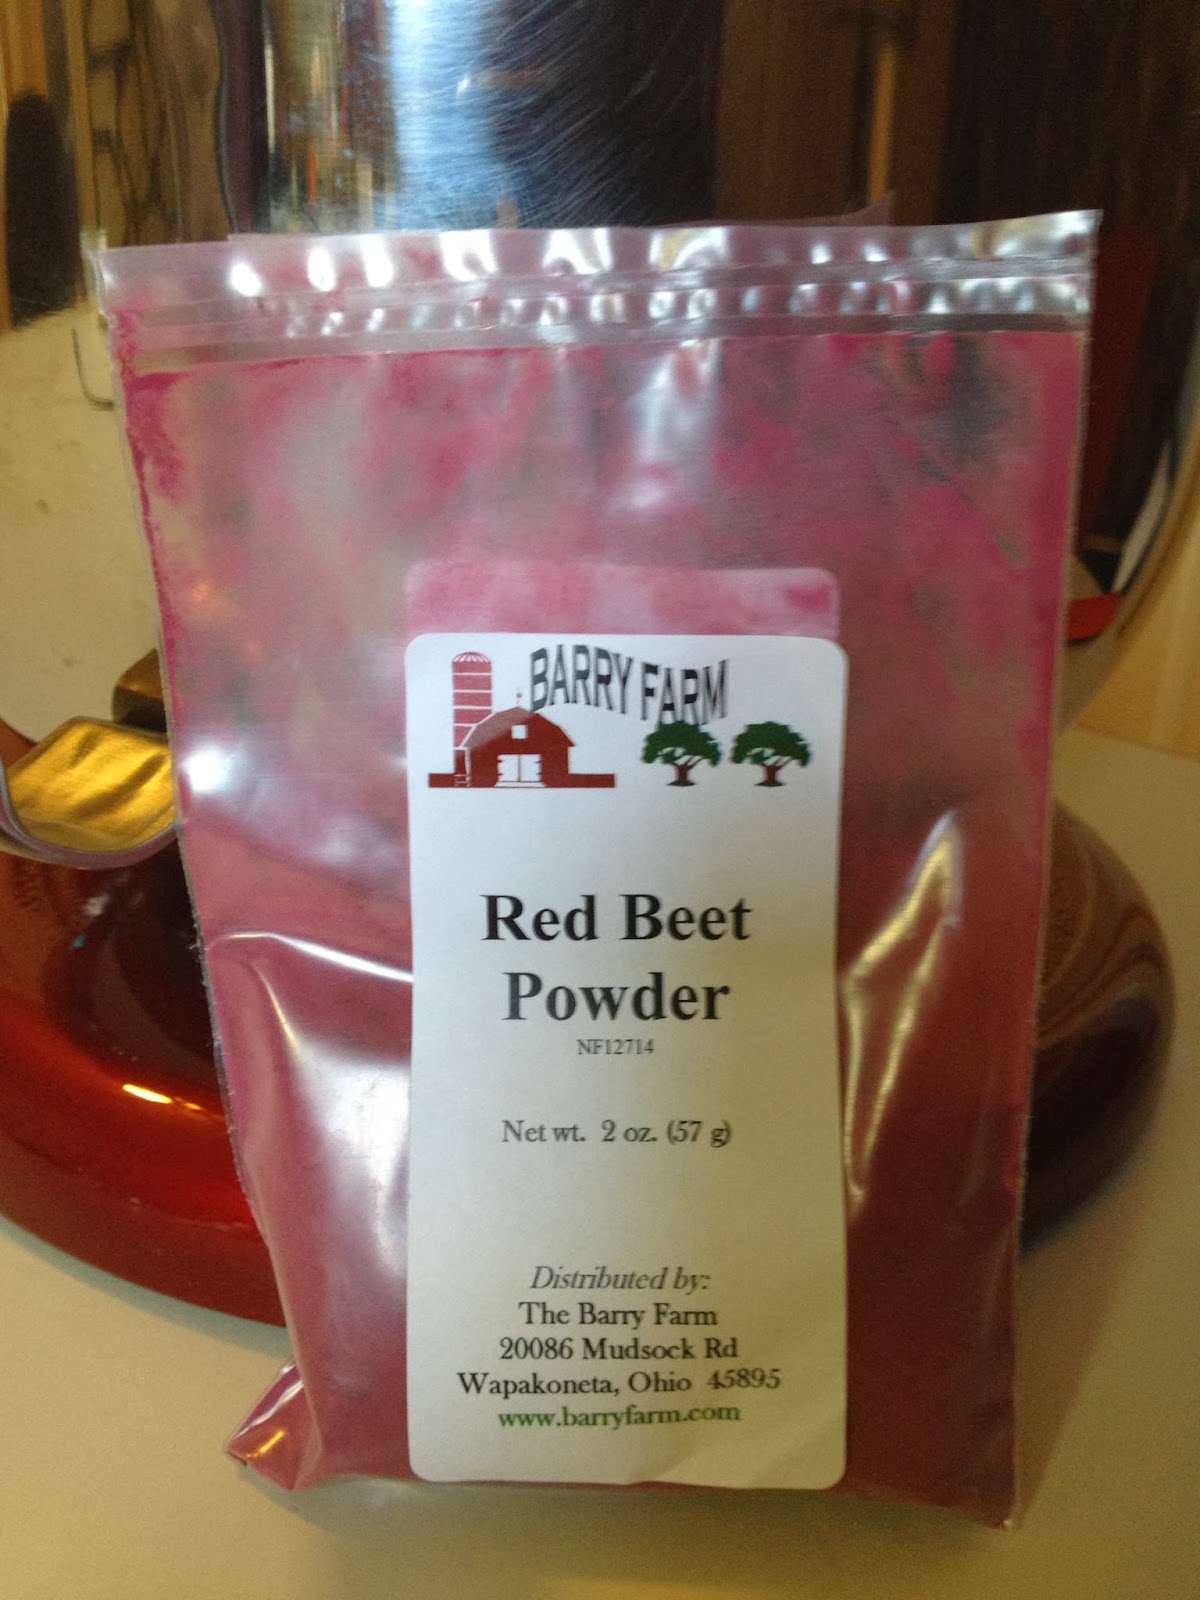 BARRY FARM
Red Beet
Powder
NF12714
Net wt. 2 oz. (57 g)
Distributed by:
The Barry Farm
20086 Mudsock Rd
Wapakoneta, Ohio 45895
www.barryfarm.com